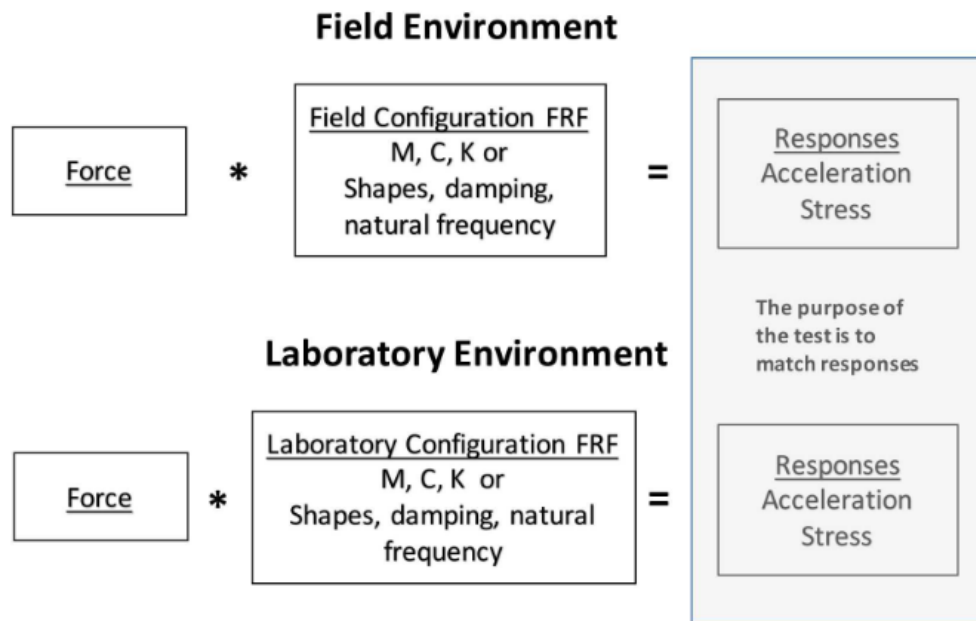 Field Environment
Force
*
Field Configuration FRF
M, C, K or
Shapes, damping,
natural frequency
=
Responses
Acceleration
Stress
The purpose of
the test is to
match responses
Laboratory Environment
Force
*
Laboratory Configuration FRF
M, C, K or
Shapes, damping, natural
frequency
=
Responses
Acceleration
Stress